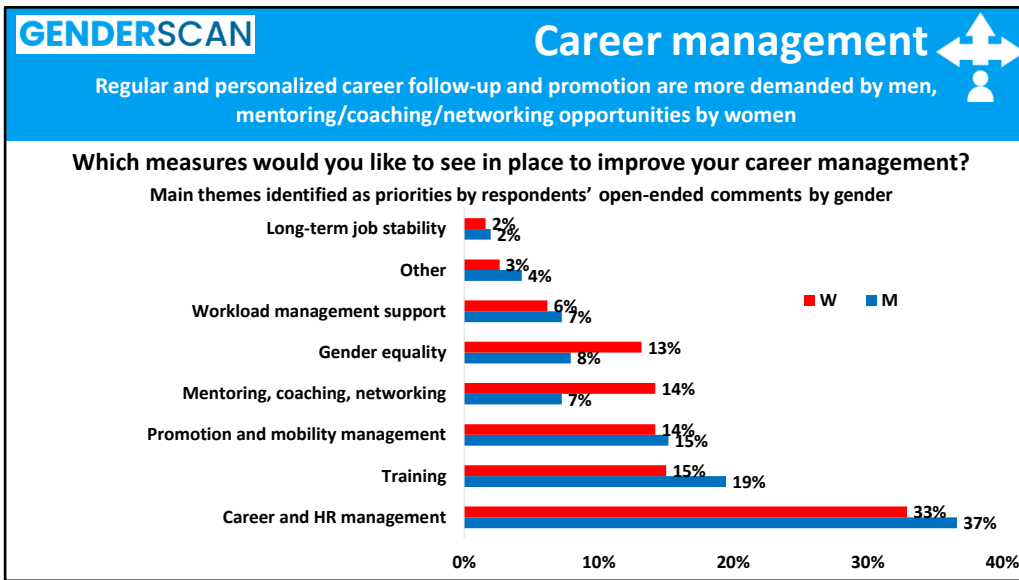 GENDERSCAN
Career management
Regular and personalized career follow-up and promotion are more demanded by men,
mentoring/coaching/networking opportunities by women
Which measures would you like to see in place to improve your career management?
Main themes identified as priorities by respondents’ open-ended comments by gender
Long-term job stability 2% 2%
Other 3% 4%
Workload management support 6% 7%
W M
Gender equality 13% 8%
Mentoring, coaching, networking 14% 7%
Promotion and mobility management 14% 15%
Training 15% 19%
Career and HR management 33% 37%
0% 10% 20% 30% 40%